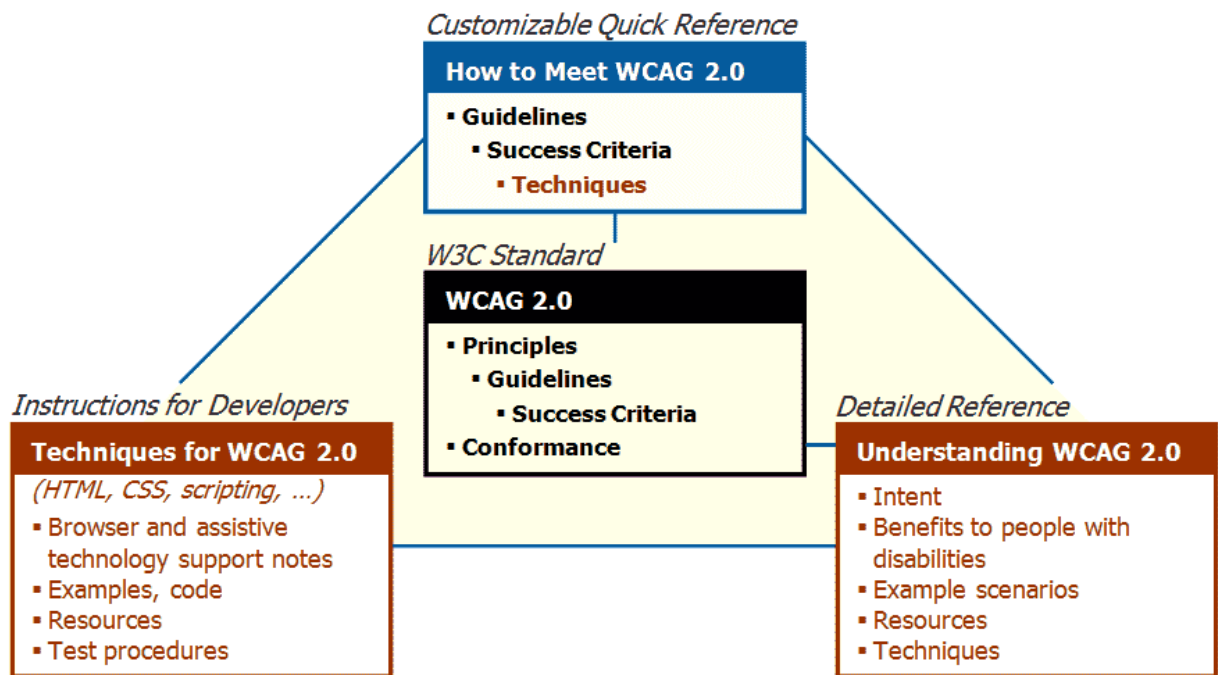 Customizable Quick Reference
How to Meet WCAG 2.0
▪ Guidelines
▪ Success Criteria
▪ Techniques
W3C Standard
WCAG 2.0
▪ Principles
▪ Guidelines
▪ Success Criteria
▪ Conformance
Instructions for Developers
Techniques for WCAG 2.0
(HTML, CSS, scripting, ...)
▪ Browser and assistive
technology support notes
▪ Examples, code
▪ Resources
▪ Test procedures
Detailed Reference
Understanding WCAG 2.0
▪ Intent
▪ Benefits to people with
disabilities
▪ Example scenarios
▪ Resources
▪ Techniques